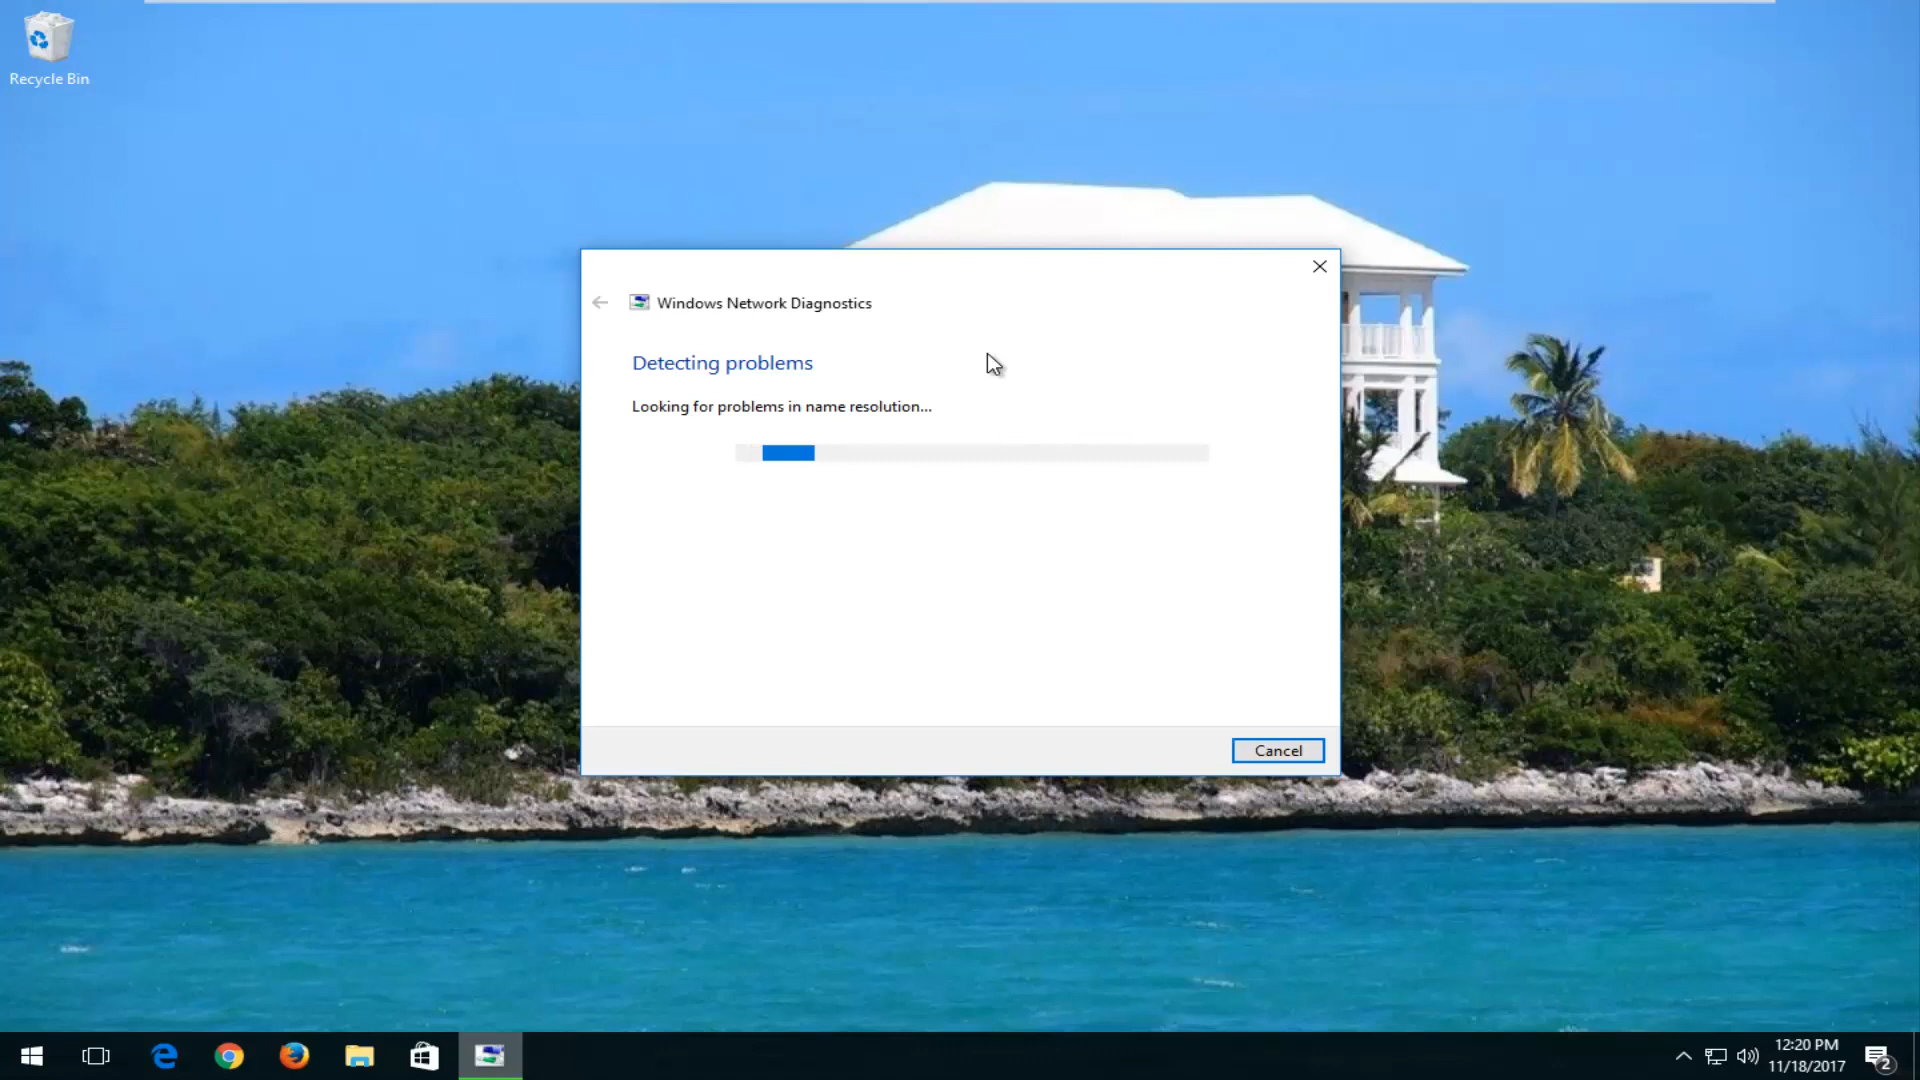 Recycle Bin
Windows Network Diagnostics
Detecting problems
Looking for problems in name resolution...
Cancel
12:20 PM
11/18/2017
2